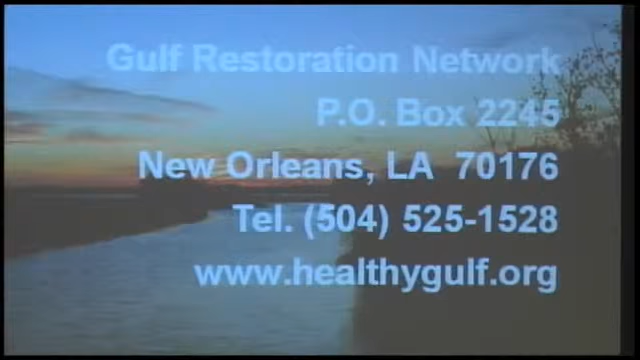 Gulf Restoration Network
P.O. Box 2245
New Orleans, LA 70176
Tel. (504) 525-1528
www.healthygulf.org